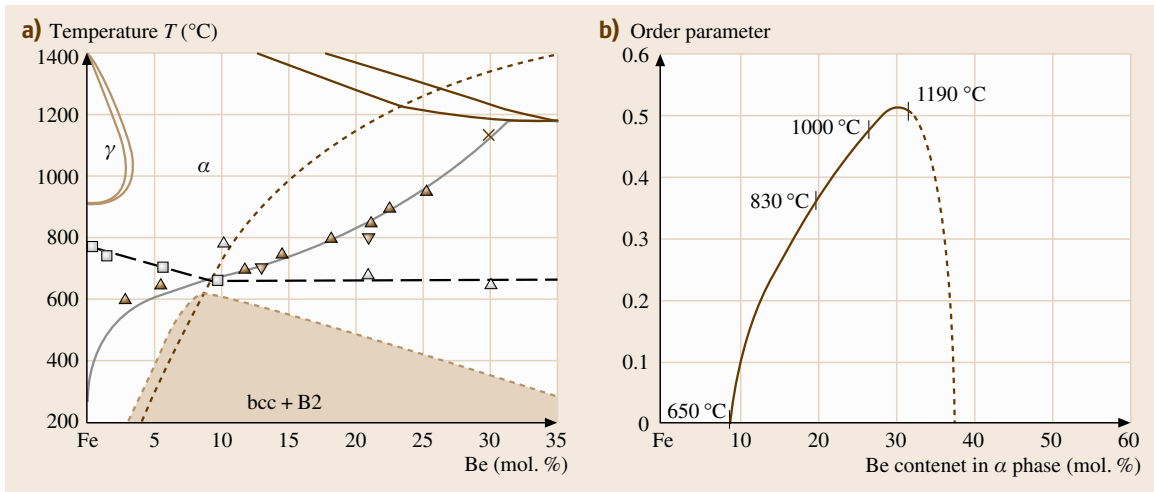 a) Temperature T (°C)
1400
1200
1000
800
600
400
200
γ
α
bcc + B2
Fe 5 10 15 20 25 30 35
Be (mol. %)
b) Order parameter
0.6
0.5
0.4
0.3
0.2
0.1
0
1190 °C
1000 °C
830 °C
650 °C
Fe 10 20 30 40 50 60
Be contenet in α phase (mol. %)